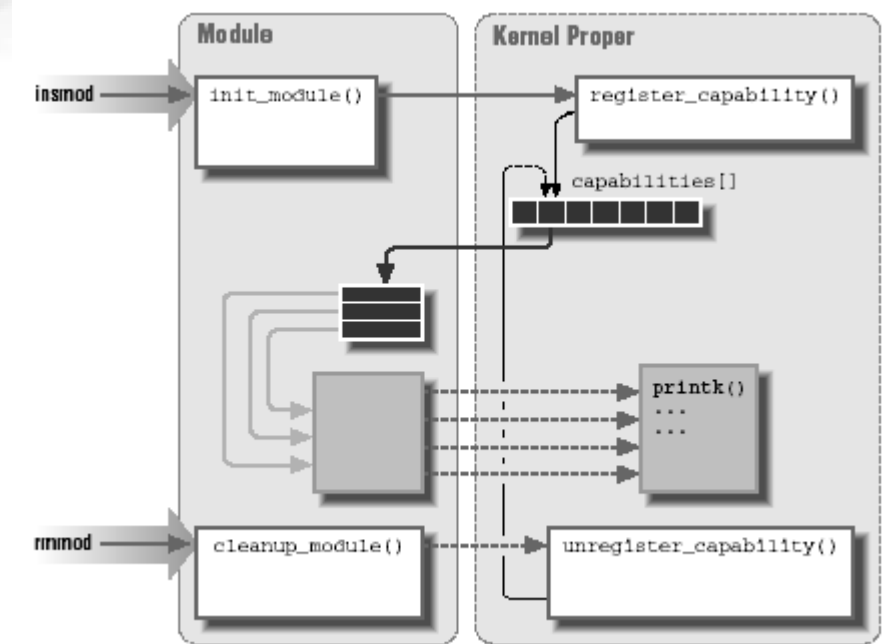 Module
Kernel Proper
insmod
init_module()
register_capability()
capabilities[]
printk()
...
...
rmmod
cleanup_module()
unregister_capability()